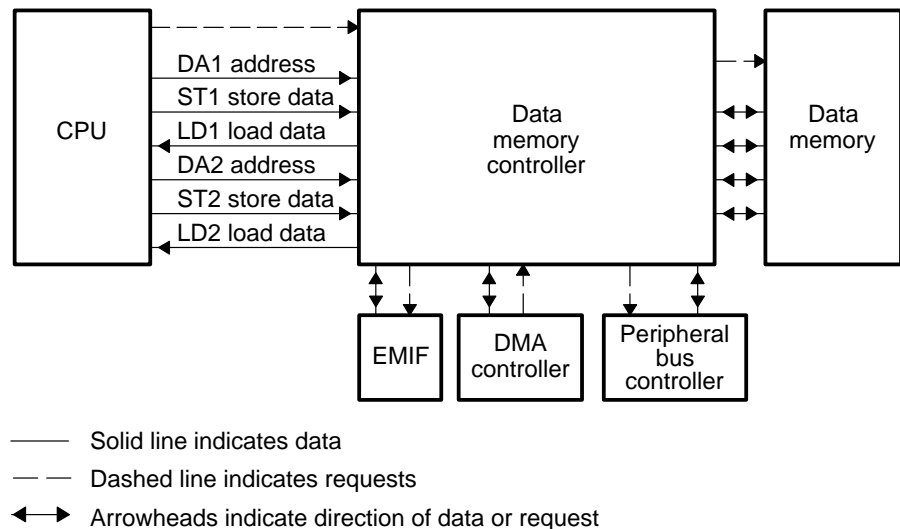 CPU
DA1 address
ST1 store data
LD1 load data
DA2 address
ST2 store data
LD2 load data
Data
memory
controller
Data
memory
EMIF
DMA
controller
Peripheral
bus
controller
Solid line indicates data
Dashed line indicates requests
Arrowheads indicate direction of data or request